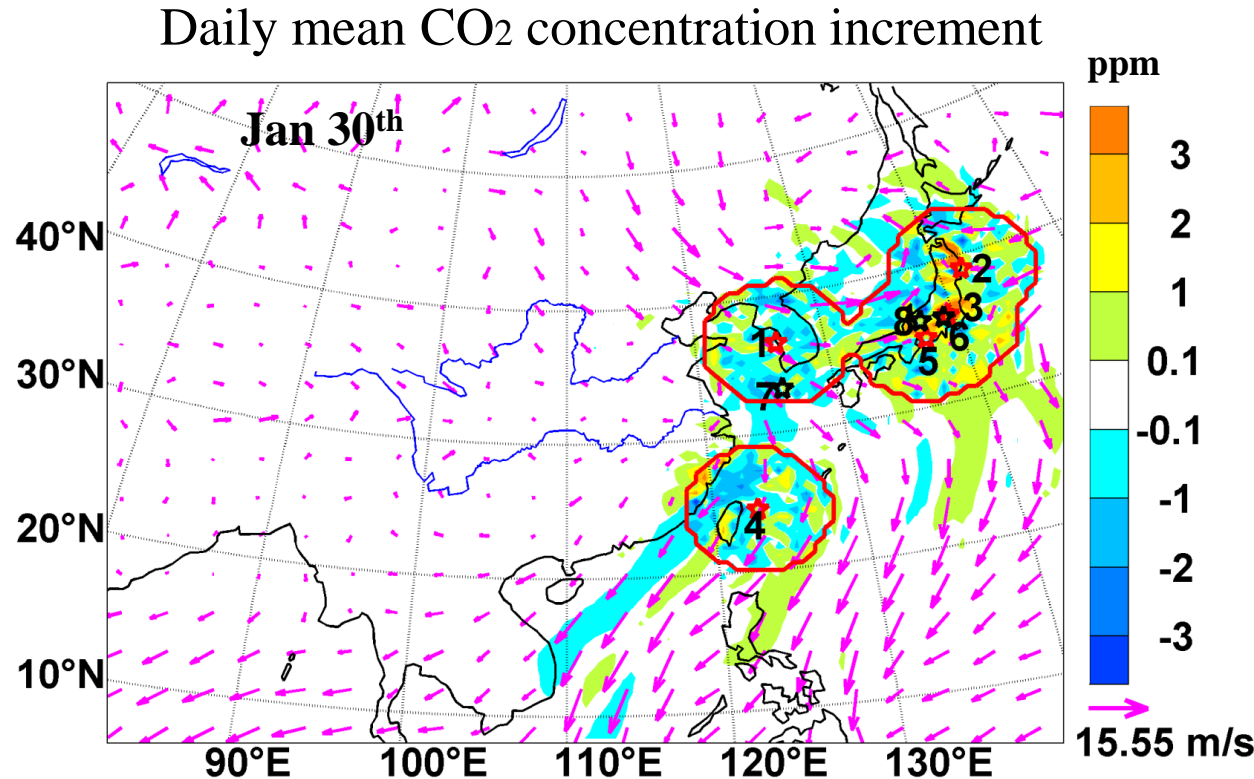 Daily mean CO2 concentration increment
ppm
Jan 30th
3
2
1
0.1
-0.1
-1
-2
-3
15.55 m/s
40°N
30°N
20°N
10°N
90°E
100°E
110°E
120°E
130°E
2
3
8
6
1
5
7
4